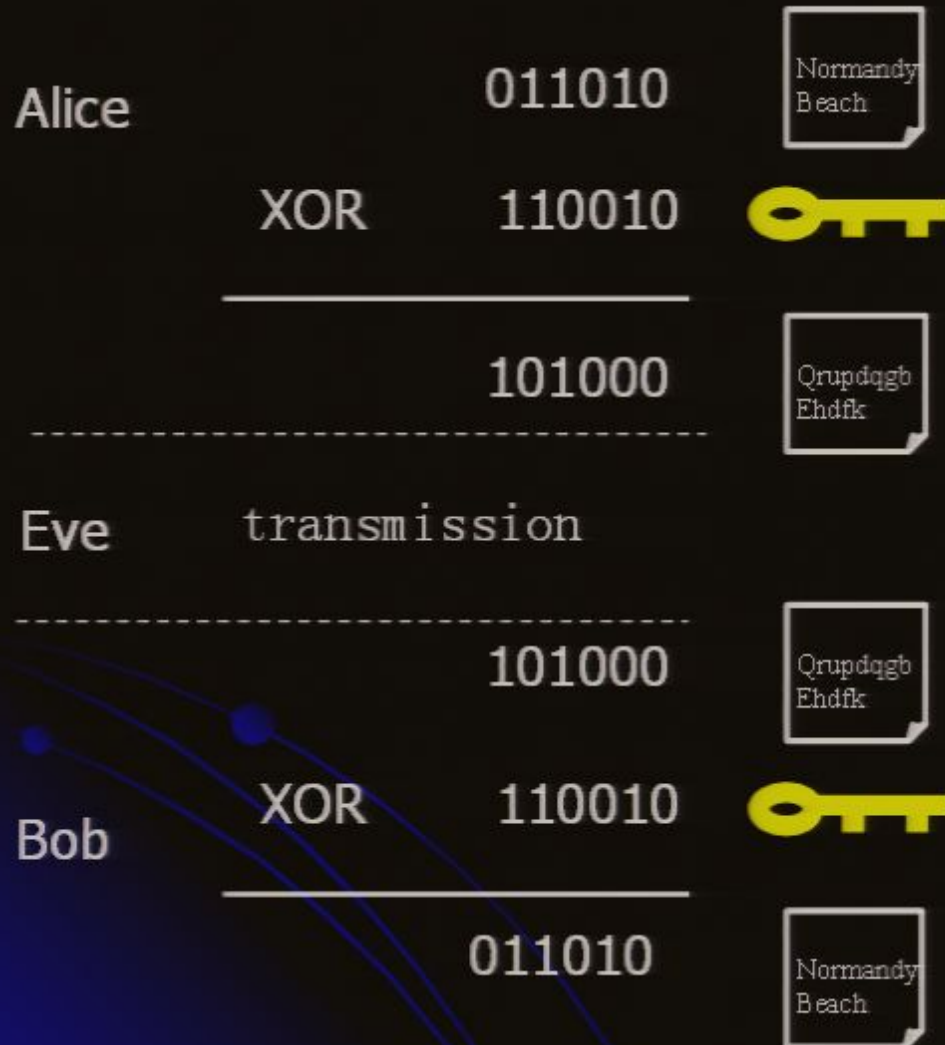 Alice 011010
Normandy
Beach
XOR 110010
101000
Qrupdqgb
Ehdfk
Eve transmission
101000
Qrupdqgb
Ehdfk
XOR 110010
Bob
011010
Normandy
Beach